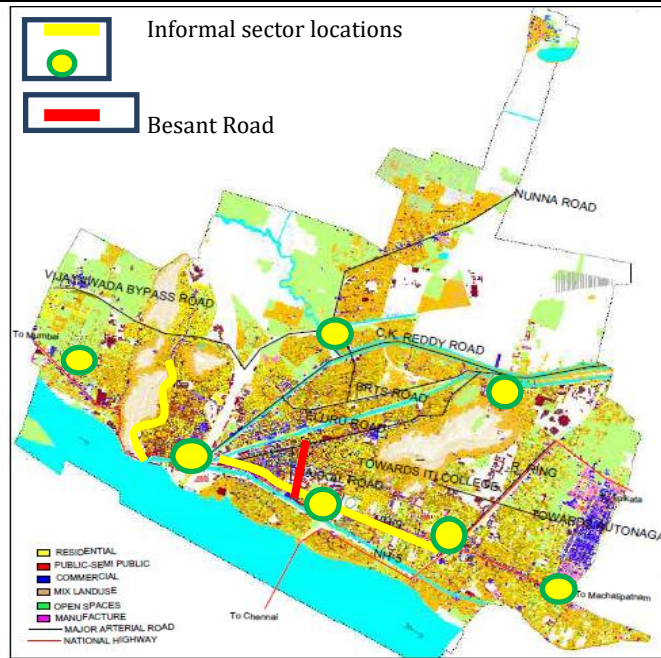 Informal sector locations
Besant Road
NUNNA ROAD
VIJAYAWADA BYPASS ROAD
To Mumbai
C.K. REDDY ROAD
BRTS ROAD
ELURU ROAD
TOWARDS ITI COLLEGE
RING
ROAD
TOWARDS AUTONAGA
NH-5
To Machilipatnam
To Chennai
RESIDENTIAL
PUBLIC-SEMI PUBLIC
COMMERCIAL
MIX LANDUSE
OPEN SPACES
MANUFACTURE
MAJOR ARTERIAL ROAD
NATIONAL HIGHWAY